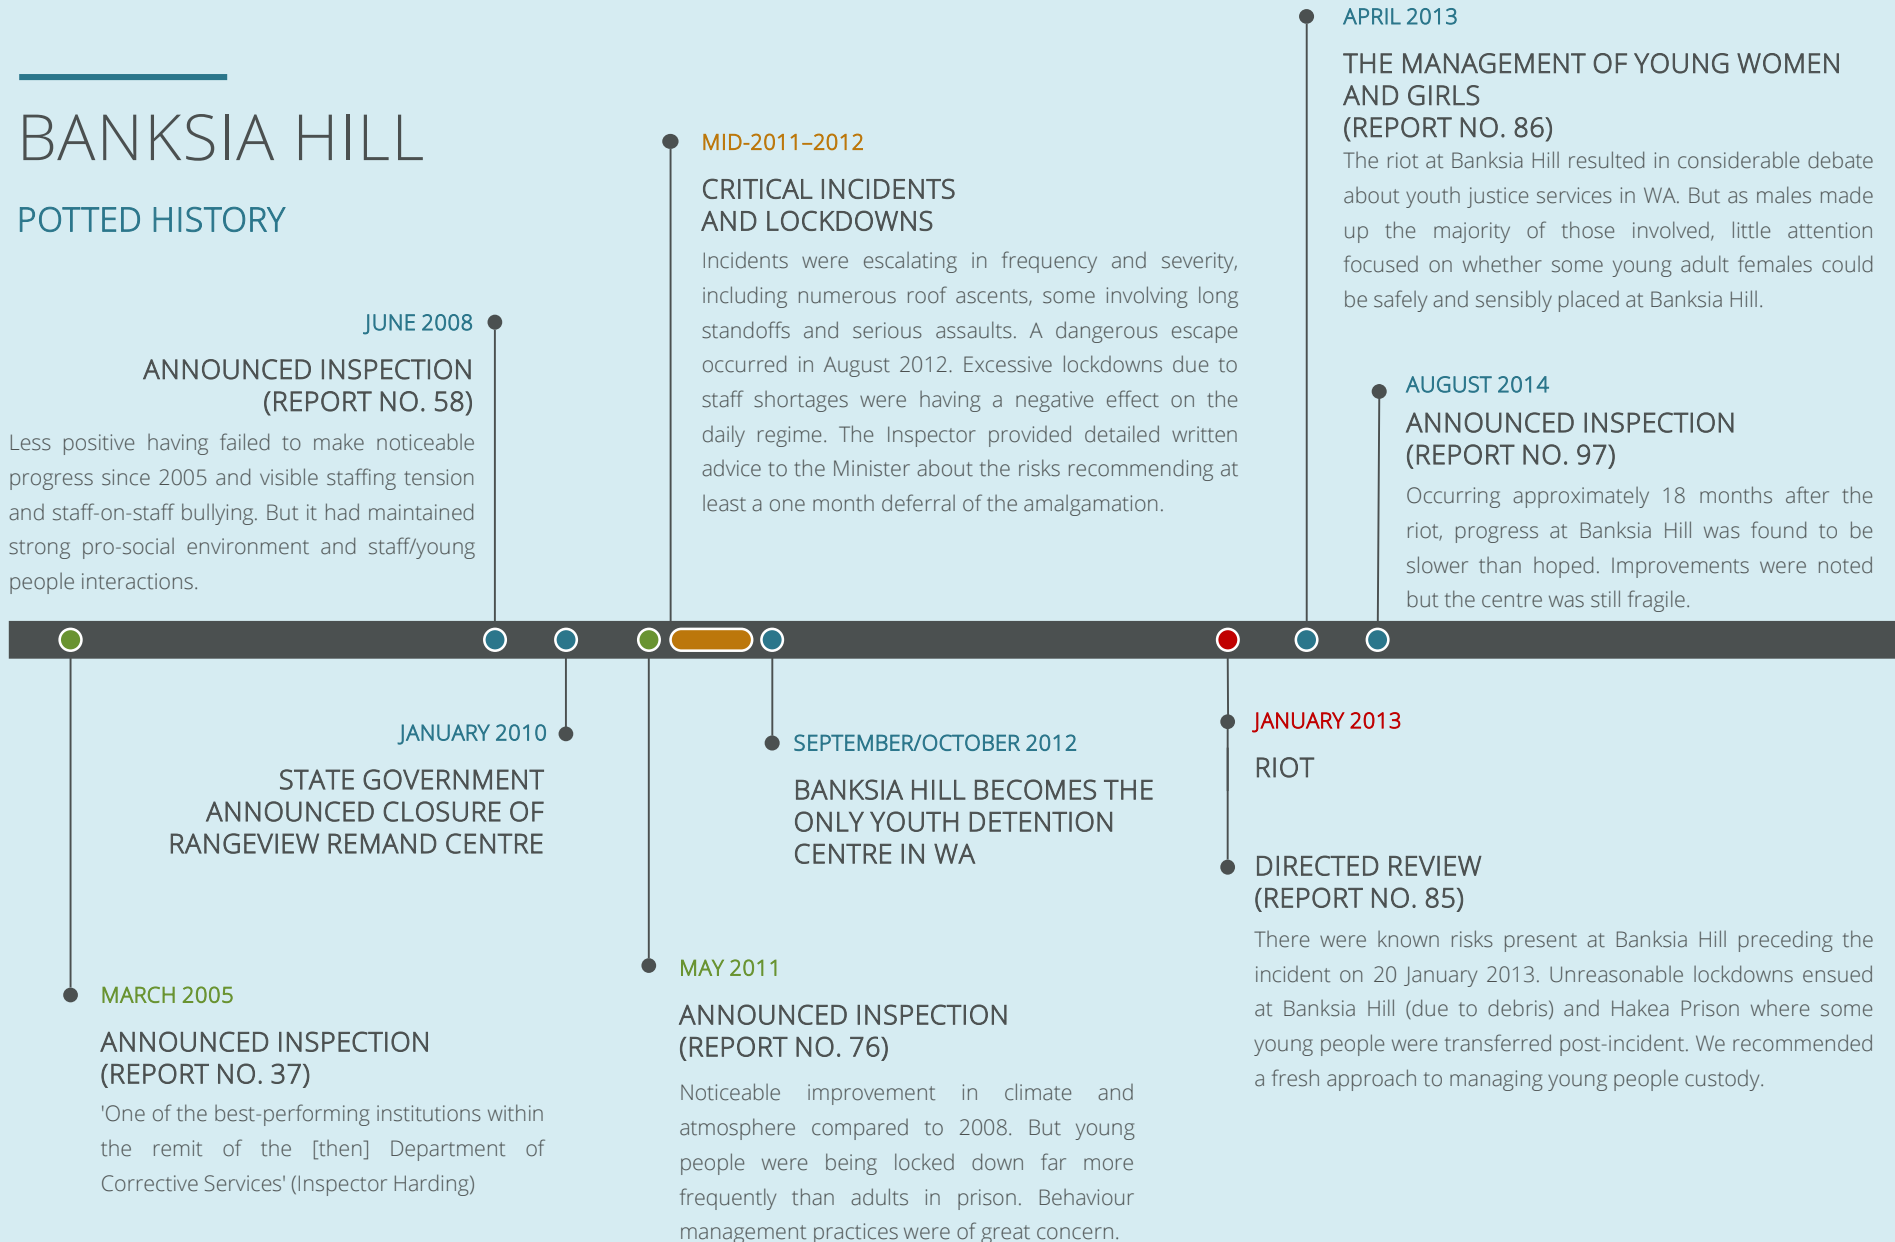 BANKSIA HILL
POTTED HISTORY
JUNE 2008
ANNOUNCED INSPECTION
(REPORT NO. 58)
Less positive having failed to make noticeable
progress since 2005 and visible staffing tension
and staff-on-staff bullying. But it had maintained
strong pro-social environment and staff/young
people interactions.
MID-2011–2012
CRITICAL INCIDENTS
AND LOCKDOWNS
Incidents were escalating in frequency and severity,
including numerous roof ascents, some involving long
standoffs and serious assaults. A dangerous escape
occurred in August 2012. Excessive lockdowns due to
staff shortages were having a negative effect on the
daily regime. The Inspector provided detailed written
advice to the Minister about the risks recommending at
least a one month deferral of the amalgamation.
APRIL 2013
THE MANAGEMENT OF YOUNG WOMEN
AND GIRLS
(REPORT NO. 86)
The riot at Banksia Hill resulted in considerable debate
about youth justice services in WA. But as males made
up the majority of those involved, little attention
focused on whether some young adult females could
be safely and sensibly placed at Banksia Hill.
AUGUST 2014
ANNOUNCED INSPECTION
(REPORT NO. 97)
Occurring approximately 18 months after the
riot, progress at Banksia Hill was found to be
slower than hoped. Improvements were noted
but the centre was still fragile.
MARCH 2005
ANNOUNCED INSPECTION
(REPORT NO. 37)
'One of the best-performing institutions within
the remit of the [then] Department of
Corrective Services' (Inspector Harding)
JANUARY 2010
STATE GOVERNMENT
ANNOUNCED CLOSURE OF
RANGEVIEW REMAND CENTRE
MAY 2011
ANNOUNCED INSPECTION
(REPORT NO. 76)
Noticeable improvement in climate and
atmosphere compared to 2008. But young
people were being locked down far more
frequently than adults in prison. Behaviour
management practices were of great concern.
SEPTEMBER/OCTOBER 2012
BANKSIA HILL BECOMES THE
ONLY YOUTH DETENTION
CENTRE IN WA
JANUARY 2013
RIOT
DIRECTED REVIEW
(REPORT NO. 85)
There were known risks present at Banksia Hill preceding the
incident on 20 January 2013. Unreasonable lockdowns ensued
at Banksia Hill (due to debris) and Hakea Prison where some
young people were transferred post-incident. We recommended
a fresh approach to managing young people custody.